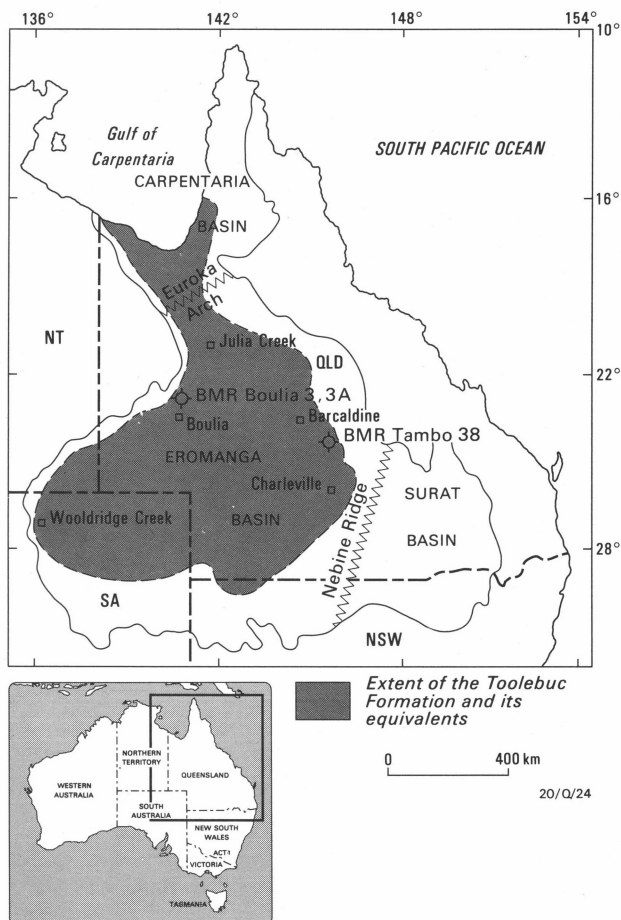 136°
142°
148°
154°
10°
Gulf of
Carpentaria
SOUTH PACIFIC OCEAN
CARPENTARIA
16°
BASIN
Euroka
Arch
NT
Julia Creek
QLD
22°
BMR Boulia 3,3A
Boulia
Barcaldine
BMR Tambo 38
EROMANGA
Charleville
SURAT
Wooldridge Creek
BASIN
Nebine Ridge
BASIN
28°
SA
NSW
Extent of the Toolebuc
Formation and its
equivalents
0
400 km
20/Q/24
NORTHERN
TERRITORY
WESTERN
AUSTRALIA
QUEENSLAND
SOUTH
AUSTRALIA
NEW SOUTH
WALES
ACT
VICTORIA
TASMANIA